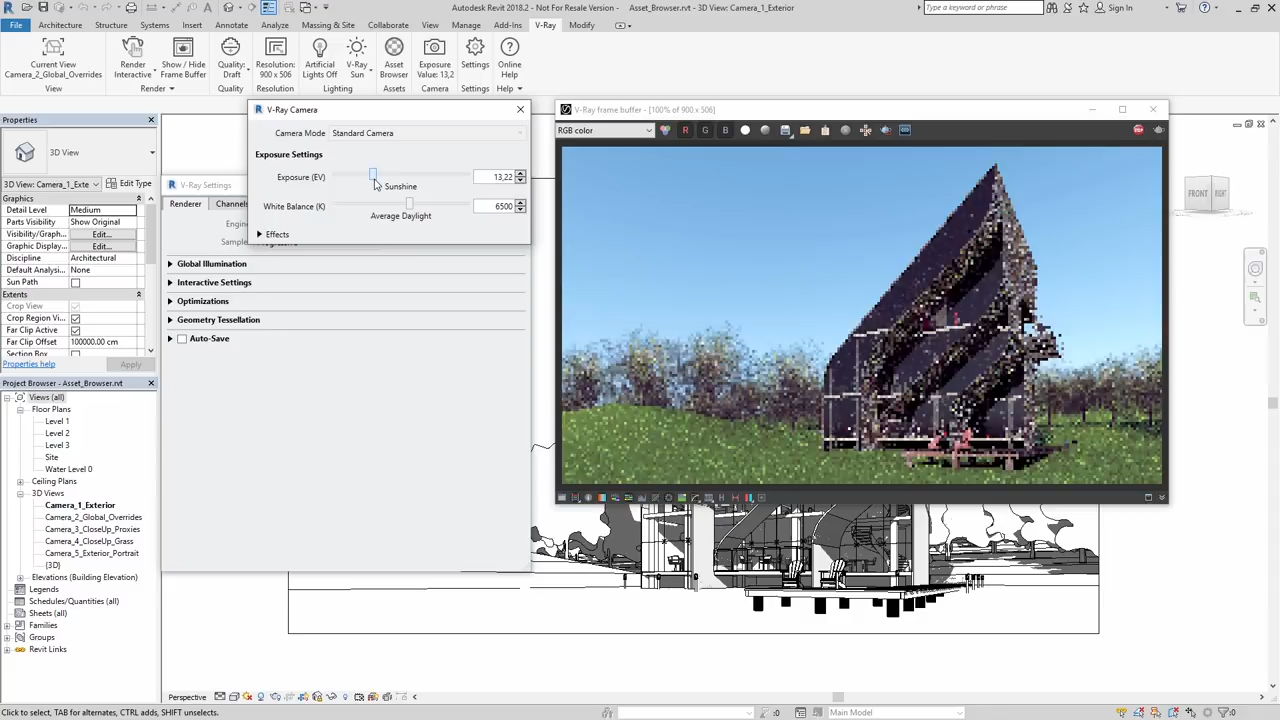 Autodesk Revit 2018.2 - Not For Resale Version -    Asset_Browser.rvt - 3D View: Camera_1_Exterior
Type a keyword or phrase
Sign In
File Architecture Structure Systems Insert Annotate Analyze Massing & Site Collaborate View Manage Add-Ins V-Ray Modify
Current View
Camera_2_Global_Overrides
View
Render
Interactive
Show / Hide
Frame Buffer
Render
Quality:
Draft
Quality
Resolution:
900 x 506
Resolution
Artificial
Lights Off
V-Ray
Sun
Lighting
Asset
Browser
Assets
Exposure
Value: 13,2
Camera
Settings
Settings
Online
Help
Help
Properties
3D View
3D View: Camera_1_Exte
Edit Type
Graphics
Detail Level Medium
Parts Visibility Show Original
Visibility/Graph... Edit...
Graphic Display... Edit...
Discipline Architectural
Default Analysi... None
Sun Path
Extents
Crop View
Crop Region Vi...
Far Clip Active
Far Clip Offset 100000.00 cm
Section Box
Properties help
Apply
Project Browser - Asset_Browser.rvt
Views (all)
Floor Plans
Level 1
Level 2
Level 3
Site
Water Level 0
Ceiling Plans
3D Views
Camera_1_Exterior
Camera_2_Global_Overrides
Camera_3_CloseUp_Proxies
Camera_4_CloseUp_Grass
Camera_5_Exterior_Portrait
{3D}
Elevations (Building Elevation)
Legends
Schedules/Quantities (all)
Sheets (all)
Families
Groups
Revit Links
V-Ray Camera
Camera Mode Standard Camera
Exposure Settings
Exposure (EV) 13,22
Sunshine
White Balance (K) 6500
Average Daylight
Effects
V-Ray Settings
Renderer Channels
Engin
Sample
Global Illumination
Interactive Settings
Optimizations
Geometry Tessellation
Auto-Save
V-Ray frame buffer - [100% of 900 x 506]
RGB color
R G B
H
FRONT RIGHT
Perspective
Click to select, TAB for alternates, CTRL adds, SHIFT unselects.
:0
Main Model
:0